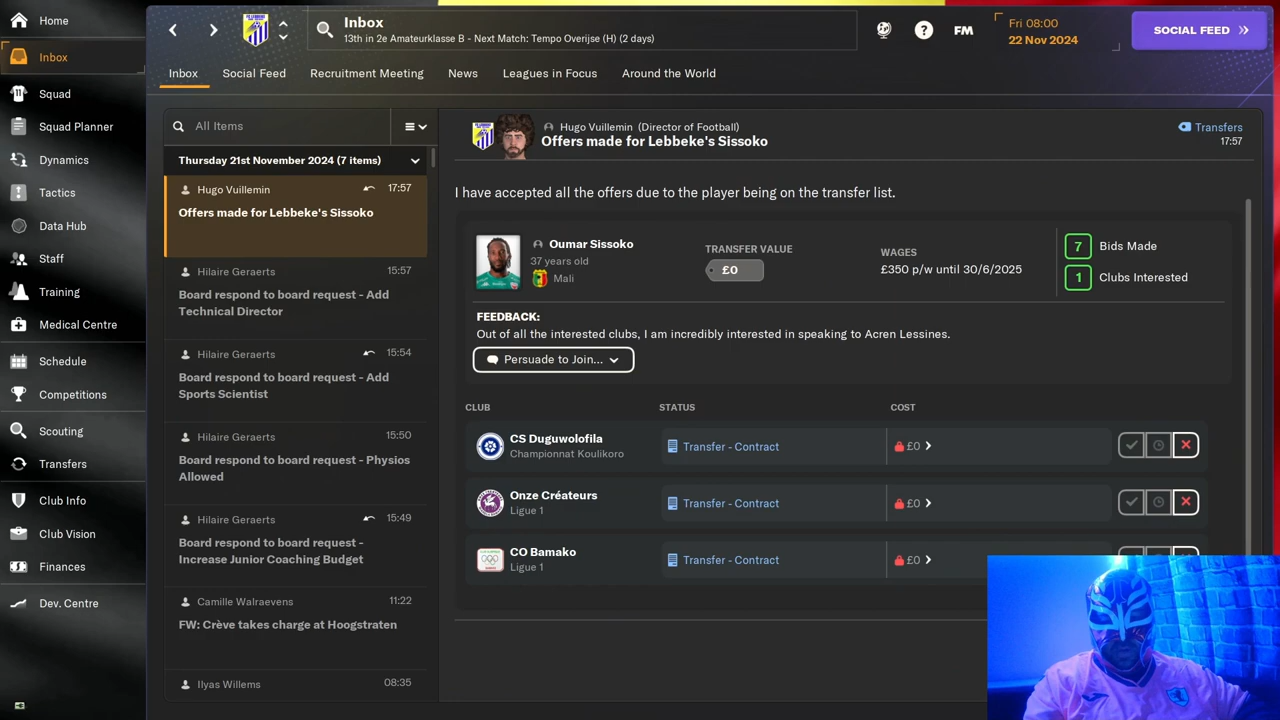 Home
Inbox
Squad
Squad Planner
Dynamics
Tactics
Data Hub
Staff
Training
Medical Centre
Schedule
Competitions
Scouting
Transfers
Club Info
Club Vision
Finances
Dev. Centre
Inbox
13th in 2e Amateurklasse B - Next Match: Tempo Overijse (H) (2 days)
FM
Fri 08:00
22 Nov 2024
SOCIAL FEED
Inbox
Social Feed
Recruitment Meeting
News
Leagues in Focus
Around the World
All Items
Thursday 21st November 2024 (7 items)
Hugo Vuillemin 17:57
Offers made for Lebbeke's Sissoko
Hilaire Geraerts 15:57
Board respond to board request - Add
Technical Director
Hilaire Geraerts 15:54
Board respond to board request - Add
Sports Scientist
Hilaire Geraerts 15:50
Board respond to board request - Physios
Allowed
Hilaire Geraerts 15:49
Board respond to board request -
Increase Junior Coaching Budget
Camille Walraevens 11:22
FW: Crève takes charge at Hoogstraten
Ilyas Willems 08:35
Hugo Vuillemin (Director of Football)
Offers made for Lebbeke's Sissoko
Transfers
17:57
I have accepted all the offers due to the player being on the transfer list.
Oumar Sissoko
37 years old
Mali
TRANSFER VALUE
£0
WAGES
£350 p/w until 30/6/2025
7 Bids Made
1 Clubs Interested
FEEDBACK:
Out of all the interested clubs, I am incredibly interested in speaking to Acren Lessines.
Persuade to Join...
CLUB STATUS COST
CS Duguwolofila
Championnat Koulikoro
Transfer - Contract
£0
Onze Créateurs
Ligue 1
Transfer - Contract
£0
CO Bamako
Ligue 1
Transfer - Contract
£0